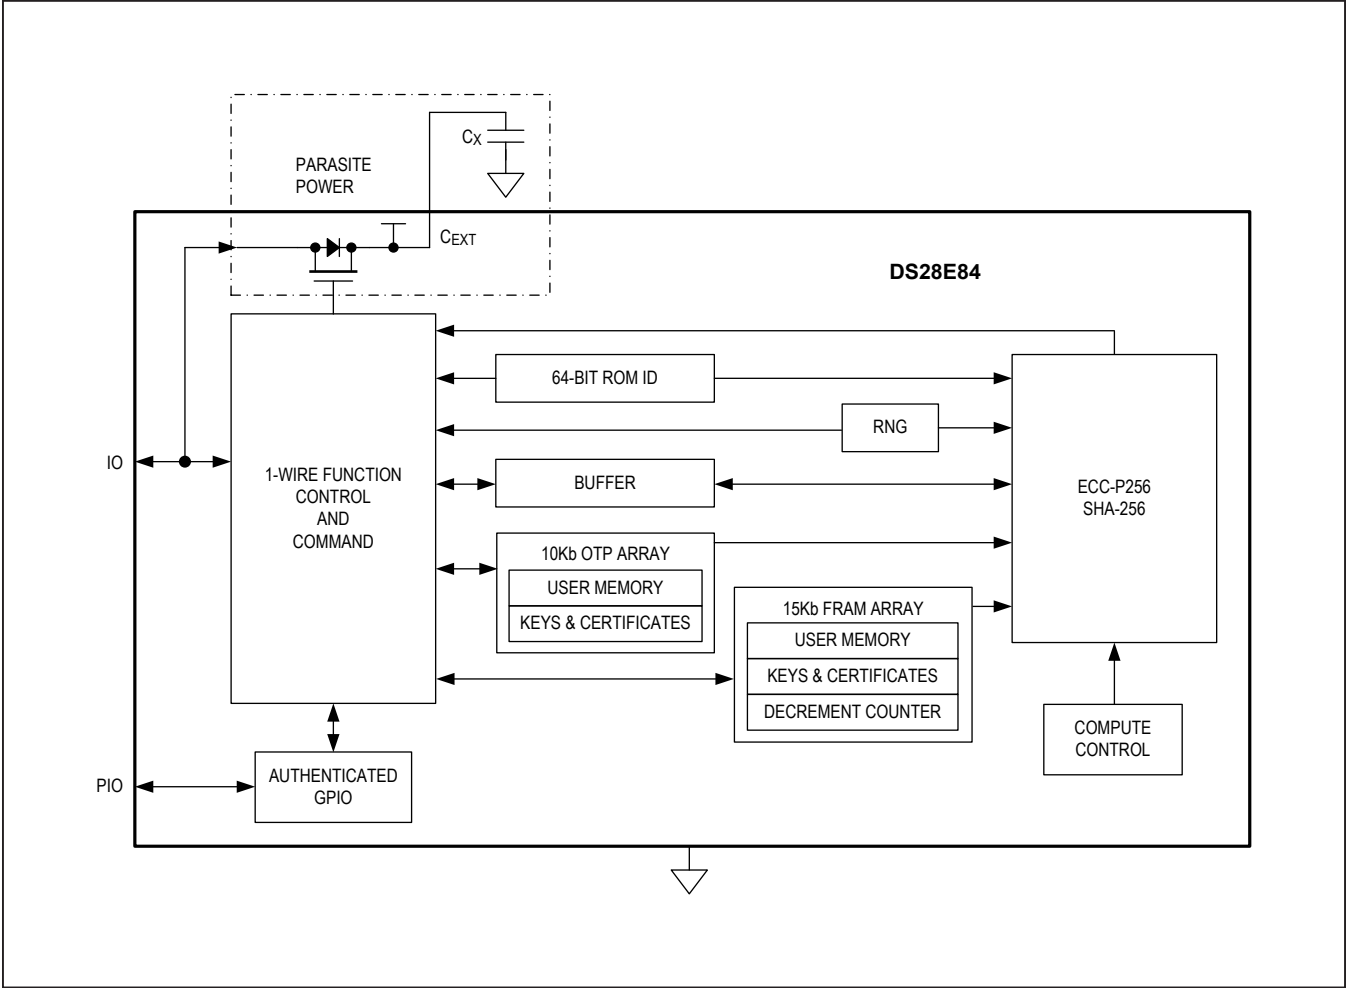 PARASITE
POWER
CX
CEXT
DS28E84
64-BIT ROM ID
RNG
IO
1-WIRE FUNCTION
CONTROL
AND
COMMAND
BUFFER
ECC-P256
SHA-256
10Kb OTP ARRAY
USER MEMORY
KEYS & CERTIFICATES
15Kb FRAM ARRAY
USER MEMORY
KEYS & CERTIFICATES
DECREMENT COUNTER
COMPUTE
CONTROL
PIO
AUTHENTICATED
GPIO